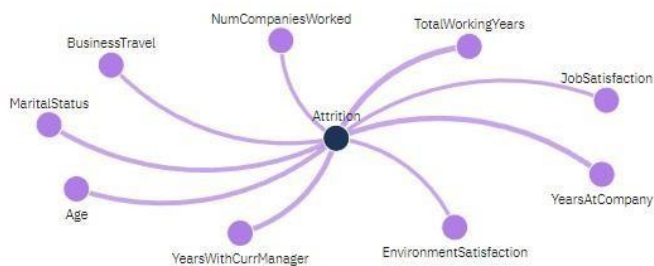 NumCompaniesWorked
TotalWorkingYears
BusinessTravel
JobSatisfaction
MaritalStatus
Attrition
YearsAtCompany
Age
EnvironmentSatisfaction
YearsWithCurrManager